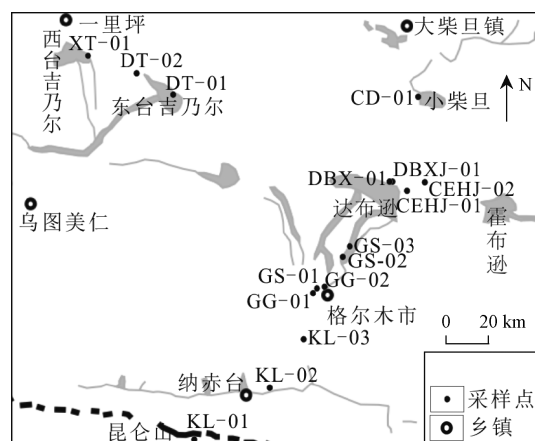 一里坪
大柴旦镇
西台吉乃尔
XT-01
DT-02
DT-01
东台吉乃尔
CD-01
小柴旦
N
DBX-01
DBXJ-01
CEHJ-02
CEHJ-01
达布逊
霍布逊
乌图美仁
GS-03
GS-02
GS-01
GG-02
GG-01
格尔木市
KL-03
0 20 km
纳赤台
KL-02
采样点
乡镇
昆仑山
KL-01